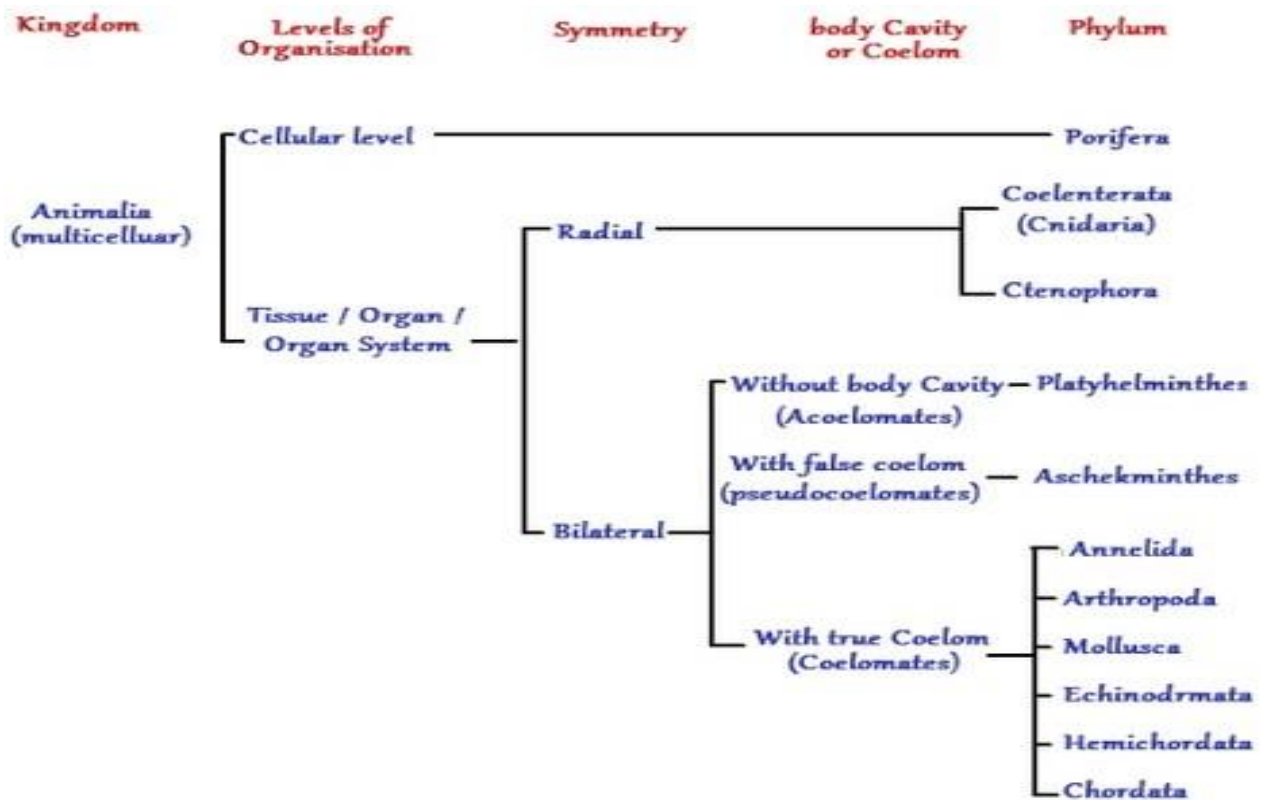 Kingdom
Levels of
Organisation
Symmetry
body Cavity
or Coelom
Phylum
Cellular level
Porifera
Animalia
(multicelluar)
Radial
Coelenterata
(Cnidaria)
Ctenophora
Tissue / Organ /
Organ System
Without body Cavity
(Acoelomates)
Platyhelminthes
With false coelom
(pseudocoelomates)
Aschekminthes
Bilateral
With true Coelom
(Coelomates)
Annelida
Arthropoda
Mollusca
Echinodrmata
Hemichordata
Chordata